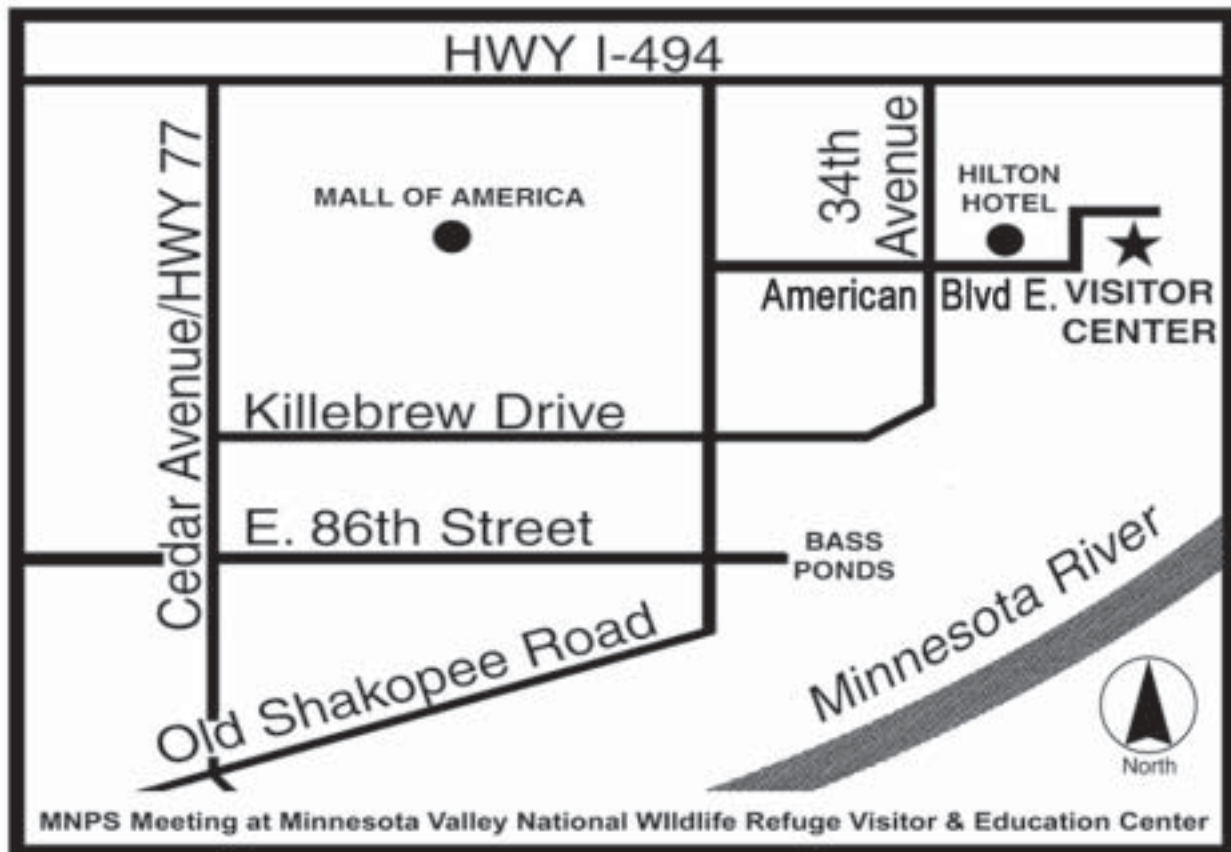 HWY I-494
Cedar Avenue/HWY 77
MALL OF AMERICA
34th
Avenue
HILTON
HOTEL
American Blvd E.
VISITOR
CENTER
Killebrew Drive
E. 86th Street
BASS
PONDS
Old Shakopee Road
Minnesota River
North
MNPS Meeting at Minnesota Valley National WIldlife Refuge Visitor & Education Center